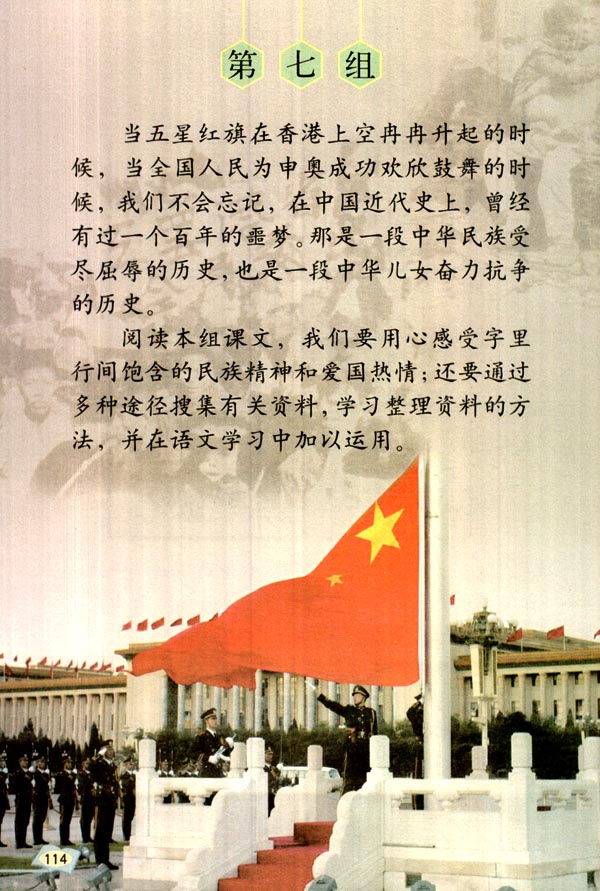 第七组
当五星红旗在香港上空冉冉升起的时
候，当全国人民为申奥成功欢欣鼓舞的时
候，我们不会忘记，在中国近代史上，曾经
有过一个百年的噩梦。那是一段中华民族受
尽屈辱的历史，也是一段中华儿女奋力抗争
的历史。
阅读本组课文，我们要用心感受字里
行间饱含的民族精神和爱国热情；还要通过
多种途径搜集有关资料，学习整理资料的方
法，并在语文学习中加以运用。
114